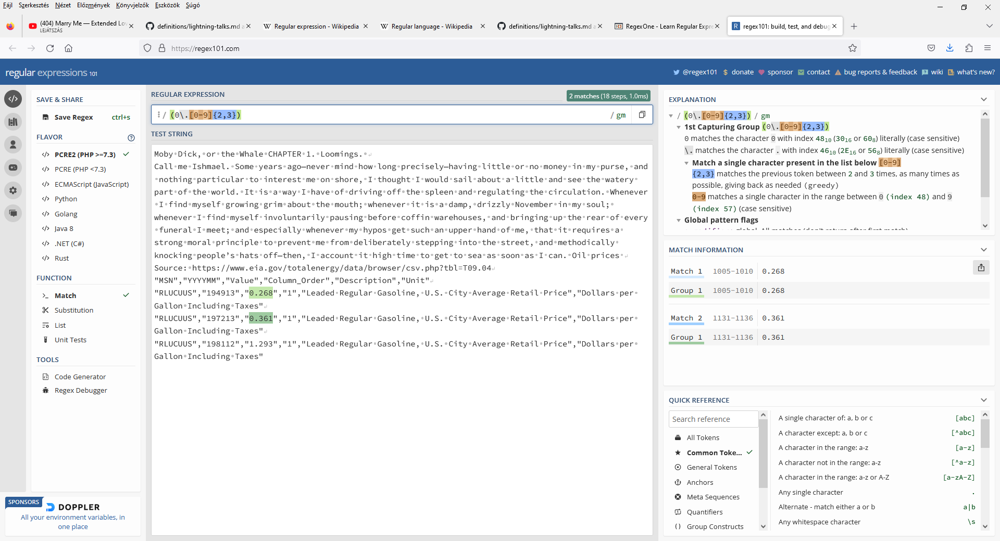 Fájl Szerkesztés Nézet Előzmények Könyvjelzők Eszközök Súgó
(404) Marry Me — Extended Lov
LEJÁTSZÁS
definitions/lightning-talks.md a
Regular expression - Wikipedia
Regular language - Wikipedia
definitions/lightning-talks.md a
RegexOne - Learn Regular Expre
regex101: build, test, and debug
https://regex101.com
regular expressions 101
@regex101 $ donate sponsor contact bug reports & feedback wiki what's new?
SAVE & SHARE
Save Regex ctrl+s
FLAVOR
</> PCRE2 (PHP >=7.3)
</> PCRE (PHP <7.3)
</> ECMAScript (JavaScript)
</> Python
</> Golang
</> Java 8
</> .NET (C#)
</> Rust
FUNCTION
Match
Substitution
List
Unit Tests
TOOLS
Code Generator
Regex Debugger
SPONSORS
DOPPLER
All your environment variables, in
one place
REGULAR EXPRESSION
2 matches (18 steps, 1.0ms)
/ (0\.[0-9]{2,3}) / gm
TEST STRING
Moby Dick, or the Whale CHAPTER 1. Loomings.
Call me Ishmael. Some years ago—never mind how long precisely—having little or no money in my purse, and
nothing particular to interest me on shore, I thought I would sail about a little and see the watery
part of the world. It is a way I have of driving off the spleen and regulating the circulation. Whenever
I find myself growing grim about the mouth; whenever it is a damp, drizzly November in my soul;
whenever I find myself involuntarily pausing before coffin warehouses, and bringing up the rear of every
funeral I meet; and especially whenever my hypos get such an upper hand of me, that it requires a
strong moral principle to prevent me from deliberately stepping into the street, and methodically
knocking people’s hats off—then, I account it high time to get to sea as soon as I can. Oil prices
Source: https://www.eia.gov/totalenergy/data/browser/csv.php?tbl=T09.04
"MSN","YYYYMM","Value","Column_Order","Description","Unit"
"RLUCUUS","194913","0.268","1","Leaded Regular Gasoline, U.S. City Average Retail Price","Dollars per
Gallon Including Taxes"
"RLUCUUS","197213","0.361","1","Leaded Regular Gasoline, U.S. City Average Retail Price","Dollars per
Gallon Including Taxes"
"RLUCUUS","198112","1.293","1","Leaded Regular Gasoline, U.S. City Average Retail Price","Dollars per
Gallon Including Taxes"
EXPLANATION
/ (0\.[0-9]{2,3}) / gm
1st Capturing Group (0\.[0-9]{2,3})
0 matches the character 0 with index 48₁₀ (30₁₆ or 60₈) literally (case sensitive)
\. matches the character . with index 46₁₀ (2E₁₆ or 56₈) literally (case sensitive)
Match a single character present in the list below [0-9]
{2,3} matches the previous token between 2 and 3 times, as many times as
possible, giving back as needed (greedy)
0-9 matches a single character in the range between 0 (index 48) and 9
(index 57) (case sensitive)
Global pattern flags
MATCH INFORMATION
Match 1 1005-1010 0.268
Group 1 1005-1010 0.268
Match 2 1131-1136 0.361
Group 1 1131-1136 0.361
QUICK REFERENCE
Search reference
All Tokens
Common Toke...
General Tokens
Anchors
Meta Sequences
Quantifiers
Group Constructs
A single character of: a, b or c [abc]
A character except: a, b or c [^abc]
A character in the range: a-z [a-z]
A character not in the range: a-z [^a-z]
A character in the range: a-z or A-Z [a-zA-Z]
Any single character .
Alternate - match either a or b a|b
Any whitespace character \s